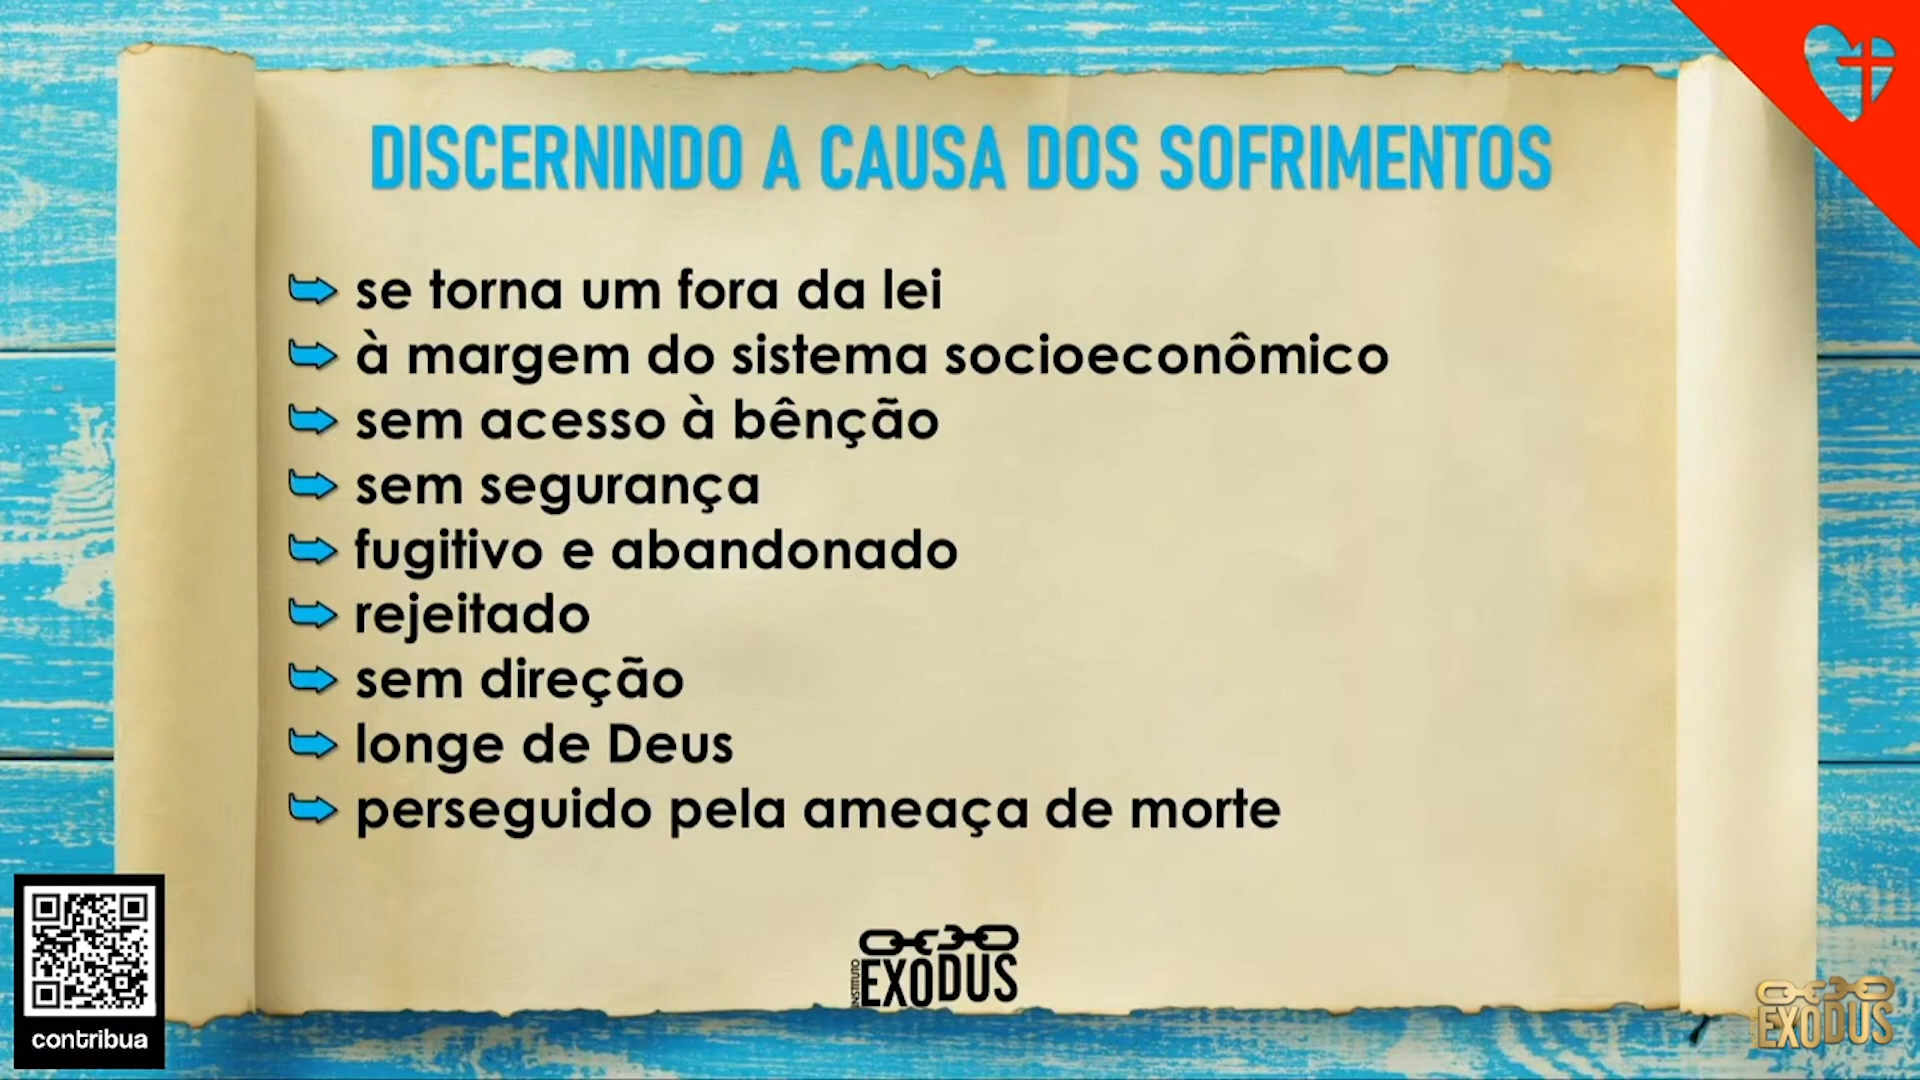 DISCERNINDO A CAUSA DOS SOFRIMENTOS
se torna um fora da lei
à margem do sistema socioeconômico
sem acesso à bênção
sem segurança
fugitivo e abandonado
rejeitado
sem direção
longe de Deus
perseguido pela ameaça de morte
INSTITUTO
EXODUS
contribua
EXODUS